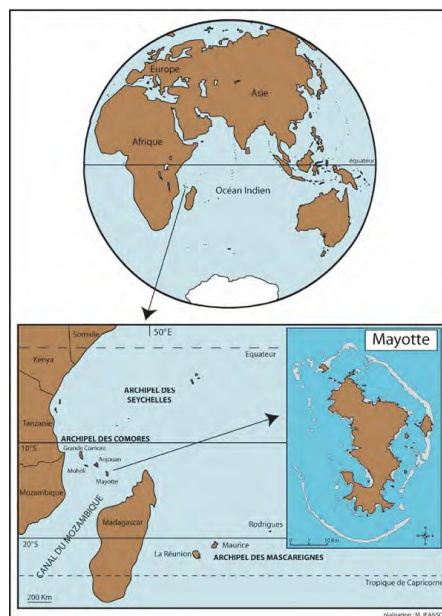 Europe
Asie
Afrique
équateur
Océan Indien
Somalie
50°E
Kenya
Equateur
Mayotte
ARCHIPEL DES
SEYCHELLES
Tanzanie
10°S
ARCHIPEL DES COMORES
Grande Comore
Anjouan
Mohéli
Mayotte
Mozambique
CANAL DU MOZAMBIQUE
Madagascar
Rodrigues
20°S
Maurice
La Réunion
ARCHIPEL DES MASCAREIGNES
Tropique de Capricorne
200 Km